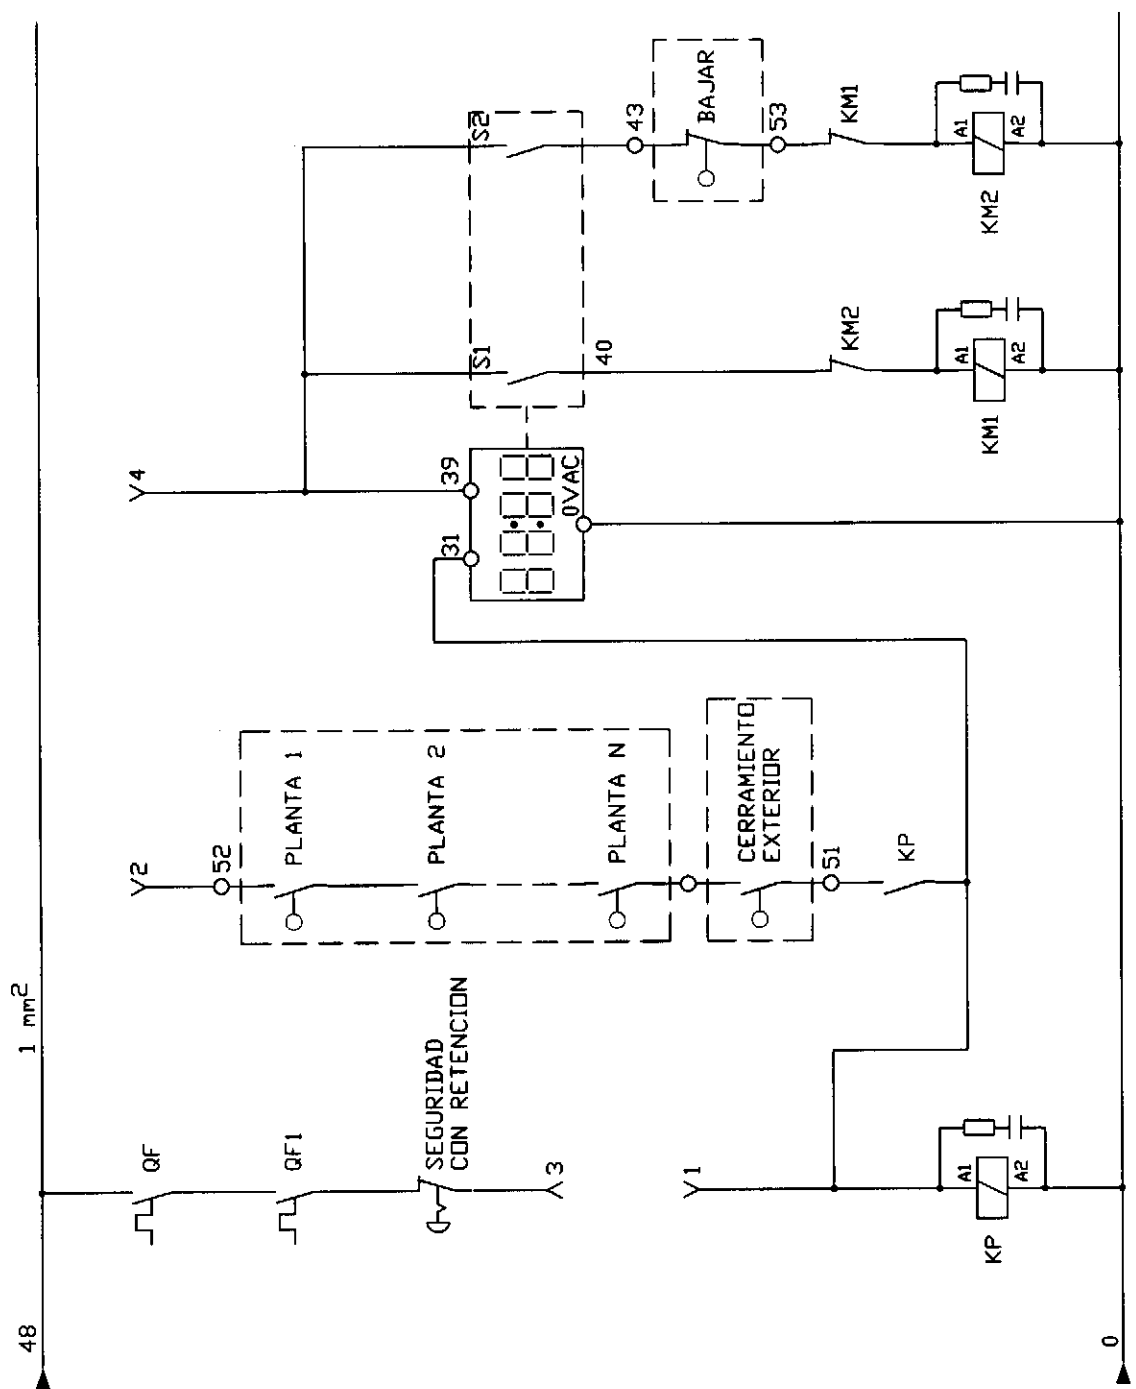 48
1 mm²
QF
QF1
SEGURIDAD
CON RETENCION
3
1
A1
A2
KP
0
2
52
PLANTA 1
PLANTA 2
PLANTA N
CERRAMIENTO
EXTERIOR
51
KP
4
31
39
0VAC
S1
40
KM2
A1
A2
KM1
S2
43
BAJAR
53
KM1
A1
A2
KM2